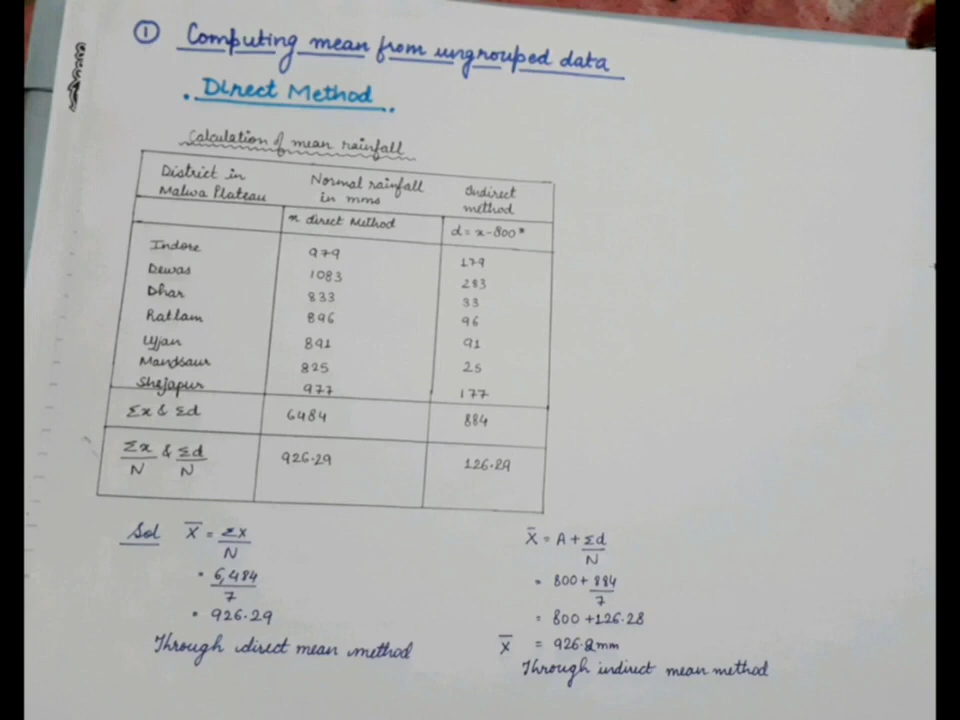 ① Computing mean from ungrouped data
. Direct Method .
Calculation of mean rainfall
District in Malwa Plateau | Normal rainfall in mms | Indirect method
x direct Method | d = x-800*
Indore 979 179
Dewas 1083 283
Dhar 833 33
Ratlam 896 96
Ujjan 891 91
Mandsaur 825 25
Shajapur 977 177
Σx & Σd 6484 884
Σx/N & Σd/N 926.29 126.29
Sol X̅ = ΣX/N
= 6,484/7
= 926.29
Through direct mean method
X̅ = A + Σd/N
= 800 + 884/7
= 800 + 126.28
X̅ = 926.2mm
Through indirect mean method